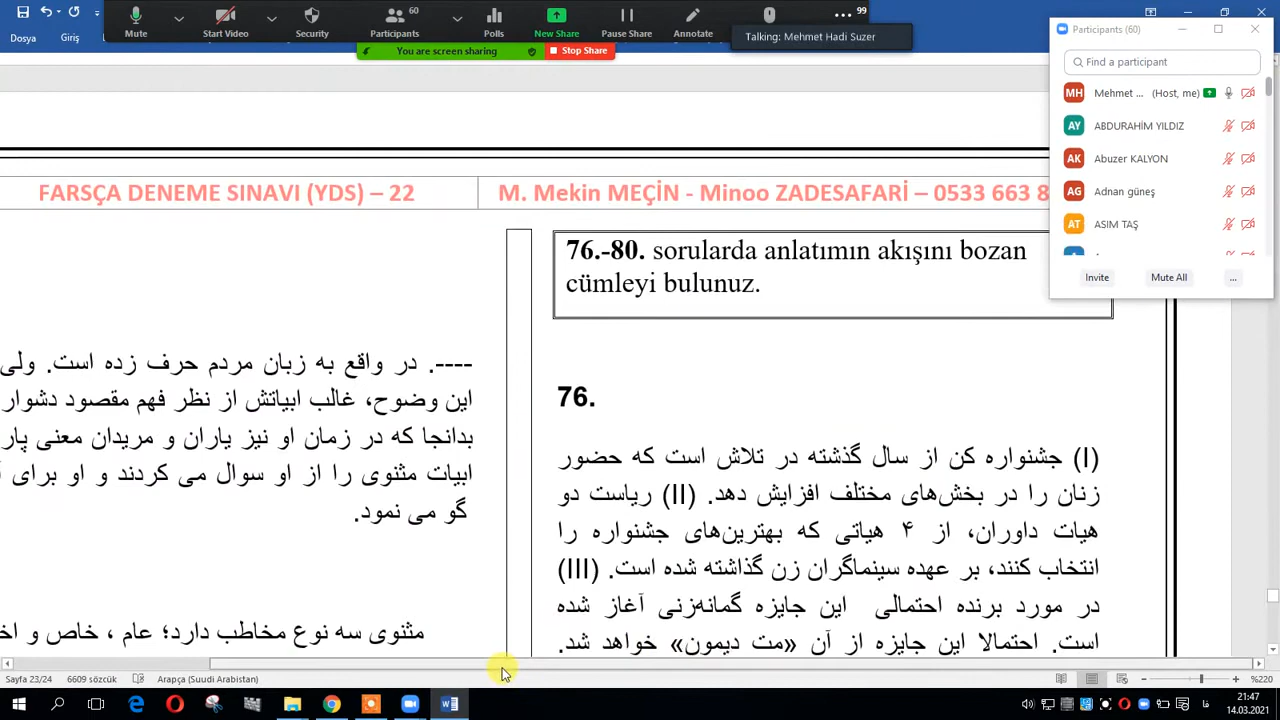 Dosya
Giriş
Mute
Start Video
Security
60
Participants
Polls
New Share
Pause Share
Annotate
99
Talking: Mehmet Hadi Suzer
You are screen sharing
Stop Share
Participants (60)
Find a participant
MH Mehmet ... (Host, me)
AY ABDURAHİM YILDIZ
AK Abuzer KALYON
AG Adnan güneş
AT ASIM TAŞ
Invite
Mute All
...
FARSÇA DENEME SINAVI (YDS) – 22
M. Mekin MEÇİN - Minoo ZADESAFARİ – 0533 663 8
76.-80. sorularda anlatımın akışını bozan
cümleyi bulunuz.
----. در واقع به زبان مردم حرف زده است. ولی
این وضوح، غالب ابیاتش از نظر فهم مقصود دشوار
بدانجا که در زمان او نیز یاران و مریدان معنی پار
ابیات مثنوی را از او سوال می کردند و او برای
گو می نمود.
مثنوی سه نوع مخاطب دارد؛ عام ، خاص و اخ
76.
(I) جشنواره کن از سال گذشته در تلاش است که حضور
زنان را در بخش‌های مختلف افزایش دهد. (II) ریاست دو
هیات داوران، از ۴ هیاتی که بهترین‌های جشنواره را
انتخاب کنند، بر عهده سینماگران زن گذاشته شده است. (III)
در مورد برنده احتمالی این جایزه گمانه‌زنی آغاز شده
است. احتمالا این جایزه از آن «مت دیمون» خواهد شد.
Sayfa 23/24
6609 sözcük
Arapça (Suudi Arabistan)
%220
21:47
14.03.2021